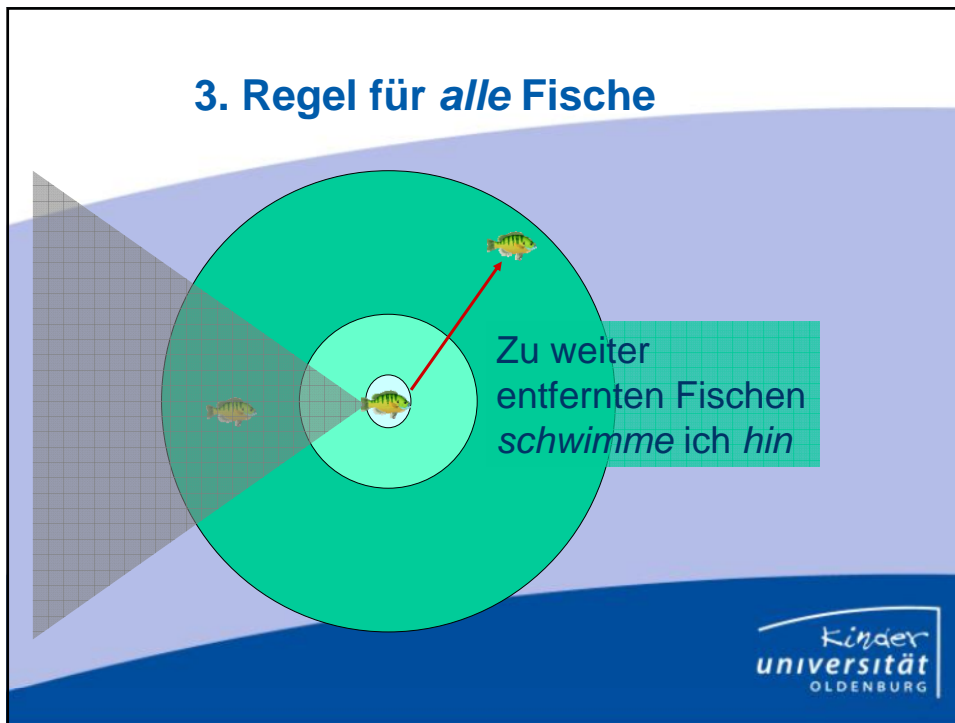 3. Regel für alle Fische
Zu weiter
entfernten Fischen
schwimme ich hin
Kinder
universität
OLDENBURG